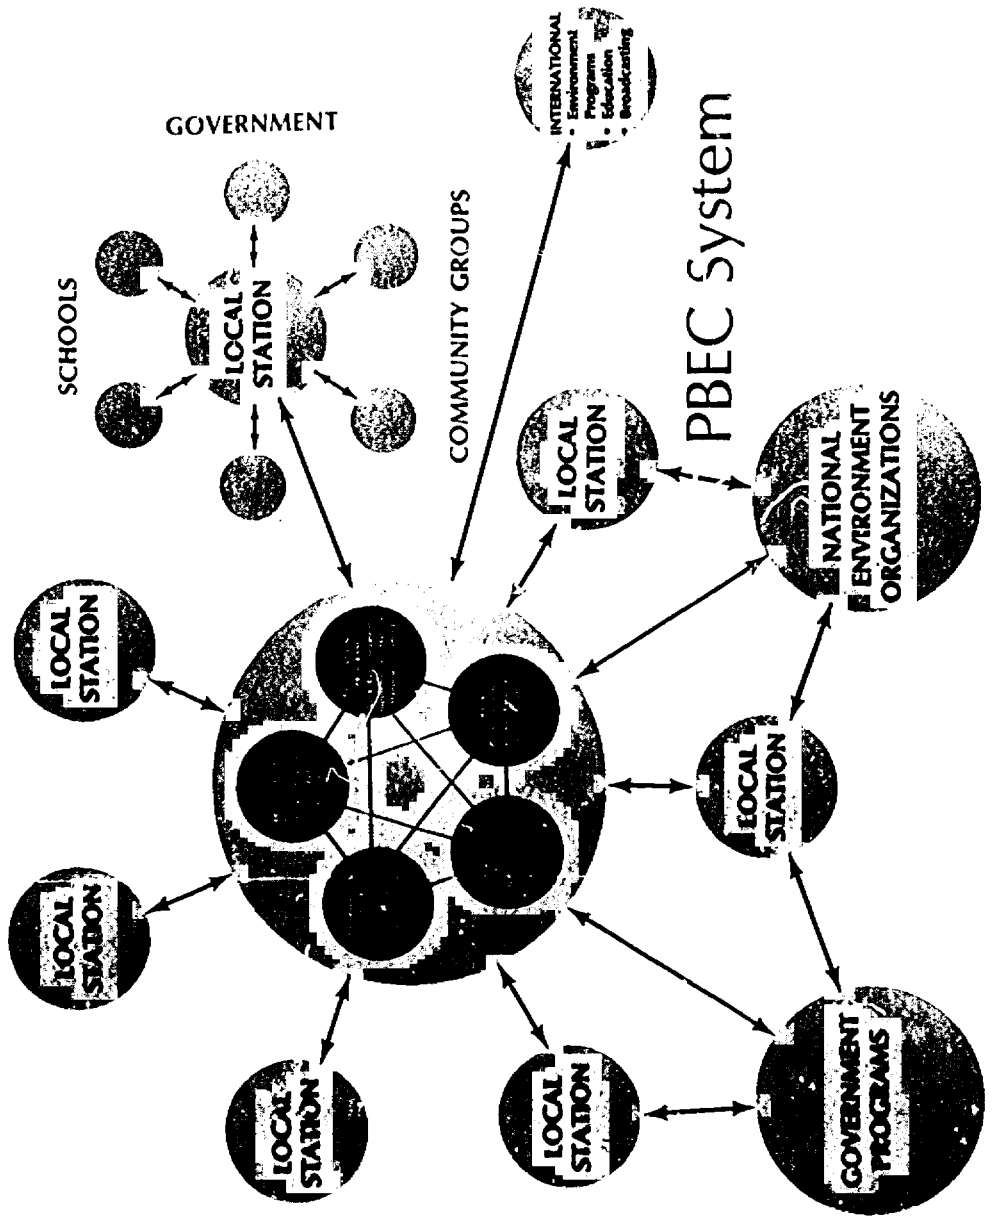 LOCAL
STATION
LOCAL
STATION
SCHOOLS
GOVERNMENT
LOCAL
STATION
LOCAL
STATION
COMMUNITY GROUPS
LOCAL
STATION
LOCAL
STATION
INTERNATIONAL
• Environment
Programs
• Education
• Broadcasting
PBEC System
LOCAL
STATION
GOVERNMENT
PROGRAMS
NATIONAL
ENVIRONMENT
ORGANIZATIONS